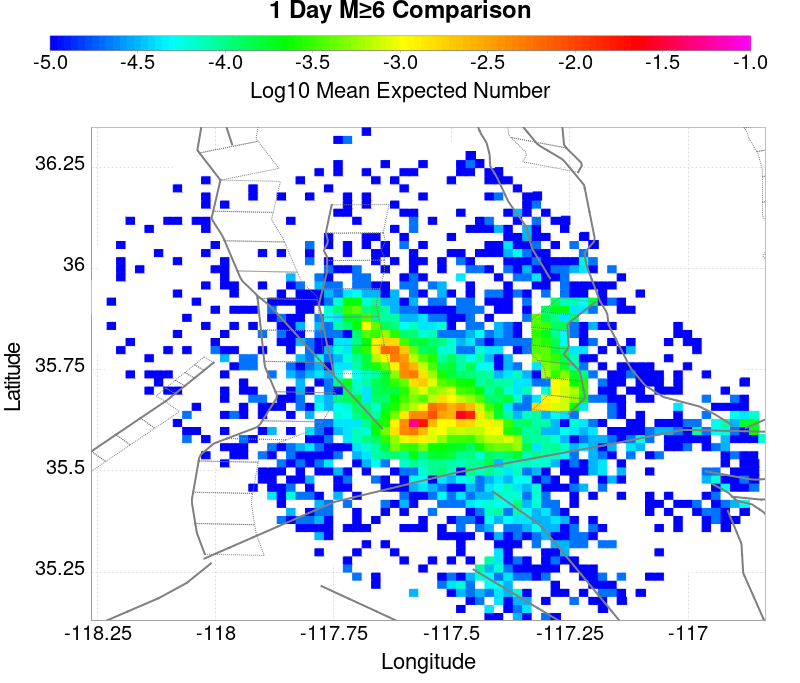 1 Day M≥6 Comparison
-5.0 -4.5 -4.0 -3.5 -3.0 -2.5 -2.0 -1.5 -1.0
Log10 Mean Expected Number
36.25
36
35.75
35.5
35.25
Latitude
-118.25 -118 -117.75 -117.5 -117.25 -117
Longitude